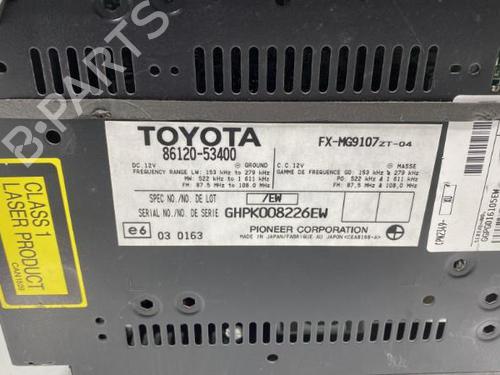 B-PARTS
TOYOTA
86120-53400
FX-MG9107ZT-04
DC.12V ⊖ GROUND
FREQUENCY RANGE LW: 153 kHz to 279 kHz
MW: 522 kHz to 1 611 kHz
FM: 87.5 MHz to 108.0 MHz
C.C.12V ⊖ MASSE
GAMME DE FREQUENCE GO: 153 kHz à 279 kHz
PO: 522 kHz à 1 611 kHz
FM: 87.5 MHz à 108.0 MHz
SPEC NO./NO. DE LOT /EW
SERIAL NO./NO. DE SERIE GHPK008226EW
e6 03 0163
PIONEER CORPORATION
MADE IN JAPAN/FABRIQUÉ AU JAPON <CEA8166-A>
CLASS 1
LASER PRODUCT
CPN2349-
GGPG016105EW